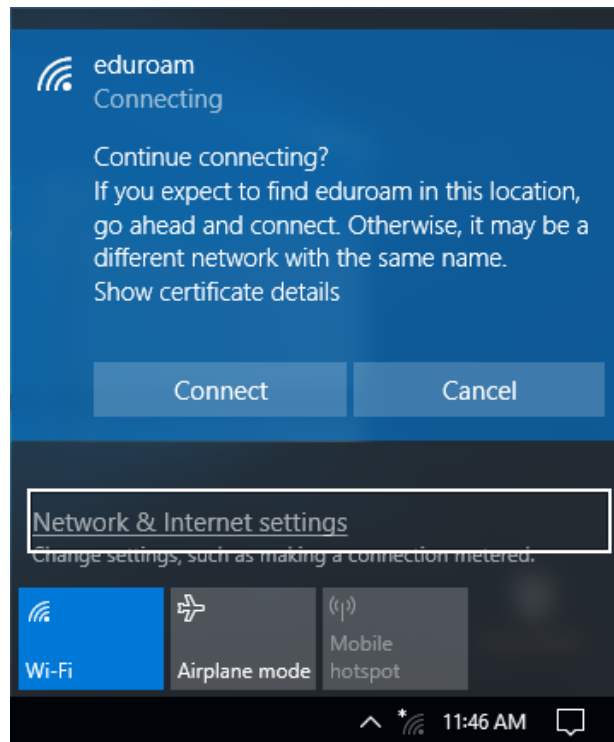 eduroam
Connecting
Continue connecting?
If you expect to find eduroam in this location,
go ahead and connect. Otherwise, it may be a
different network with the same name.
Show certificate details
Connect
Cancel
Network & Internet settings
Change settings, such as making a connection metered.
Wi-Fi
Airplane mode
Mobile
hotspot
11:46 AM